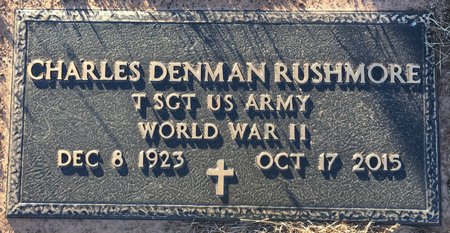 CHARLES DENMAN RUSHMORE
T SGT US ARMY
WORLD WAR II
DEC 8 1923 OCT 17 2015